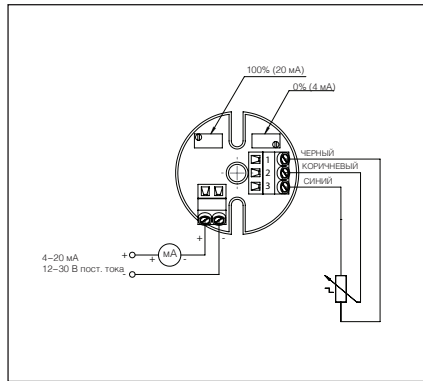 100% (20 мА)
0% (4 мА)
1
2
3
ЧЕРНЫЙ
КОРИЧНЕВЫЙ
СИНИЙ
+ -
+ мА -
+
4–20 мА
12–30 В пост. тока
-